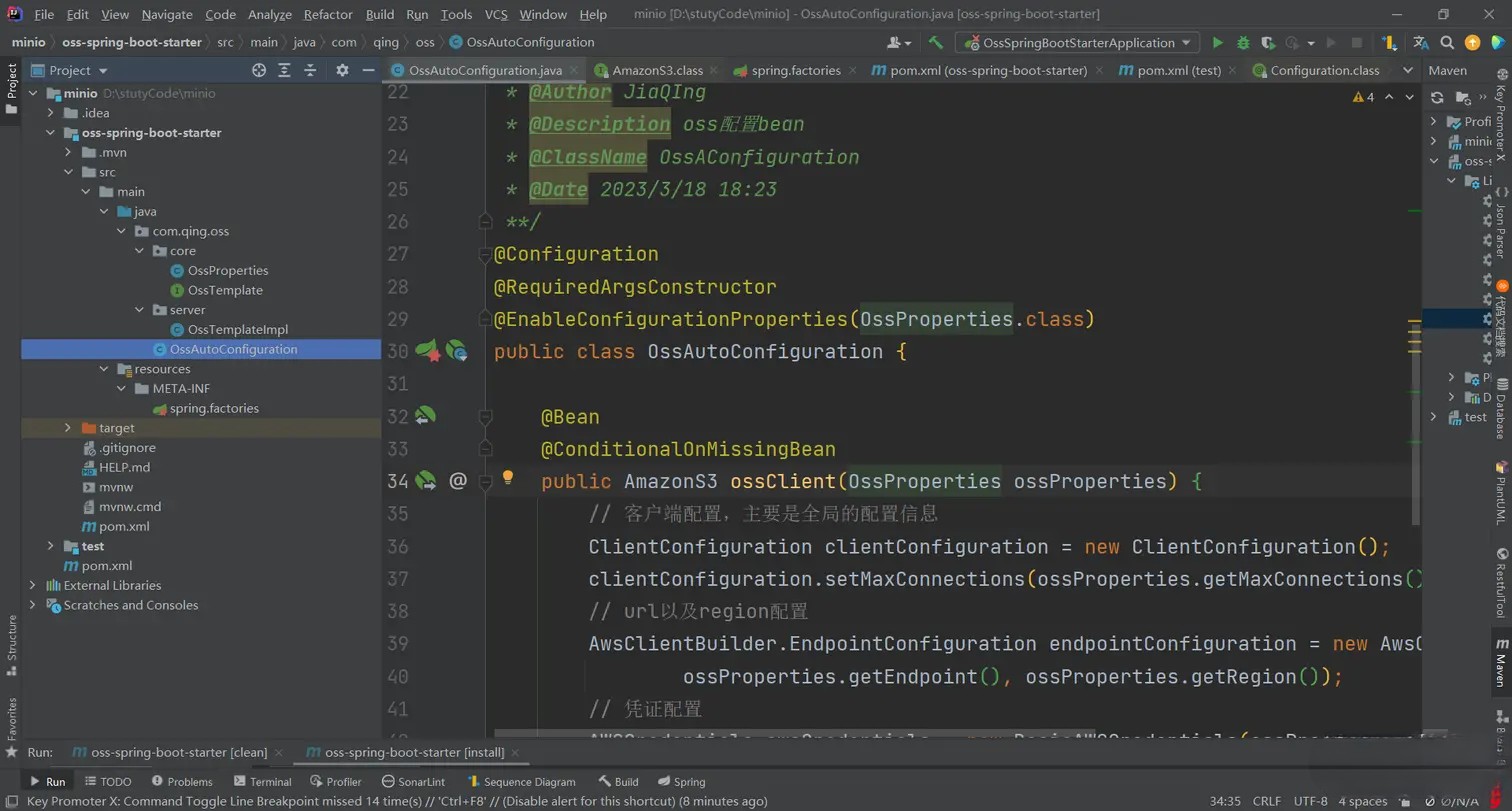 File Edit View Navigate Code Analyze Refactor Build Run Tools VCS Window Help minio [D:\stutyCode\minio] - OssAutoConfiguration.java [oss-spring-boot-starter]
minio oss-spring-boot-starter src main java com qing oss OssAutoConfiguration
OssSpringBootStarterApplication
Project
OssAutoConfiguration.java AmazonS3.class spring.factories pom.xml (oss-spring-boot-starter) pom.xml (test) Configuration.class Maven
Project
minio D:\stutyCode\minio
.idea
oss-spring-boot-starter
.mvn
src
main
java
com.qing.oss
core
OssProperties
OssTemplate
server
OssTemplateImpl
OssAutoConfiguration
resources
META-INF
spring.factories
target
.gitignore
HELP.md
mvnw
mvnw.cmd
pom.xml
test
pom.xml
External Libraries
Scratches and Consoles
Structure
Favorites
4
22 * @Author JiaQIng
23 * @Description oss配置bean
24 * @ClassName OssAConfiguration
25 * @Date 2023/3/18 18:23
26 **/
27 @Configuration
28 @RequiredArgsConstructor
29 @EnableConfigurationProperties(OssProperties.class)
30 public class OssAutoConfiguration {
31
32 @Bean
33 @ConditionalOnMissingBean
34 @ public AmazonS3 ossClient(OssProperties ossProperties) {
35 // 客户端配置，主要是全局的配置信息
36 ClientConfiguration clientConfiguration = new ClientConfiguration();
37 clientConfiguration.setMaxConnections(ossProperties.getMaxConnections()
38 // url以及region配置
39 AwsClientBuilder.EndpointConfiguration endpointConfiguration = new AwsC
40 ossProperties.getEndpoint(), ossProperties.getRegion());
41 // 凭证配置
Profi
minio
oss-s
Li
Pl
D
test
Key Promoter X
Json Parser
Database
PlantUML
RestfulTool
Maven
Run: oss-spring-boot-starter [clean] oss-spring-boot-starter [install]
Run TODO Problems Terminal Profiler SonarLint Sequence Diagram Build Spring
Key Promoter X: Command Toggle Line Breakpoint missed 14 time(s) // 'Ctrl+F8' // (Disable alert for this shortcut) (8 minutes ago) 34:35 CRLF UTF-8 4 spaces Ø/N/A